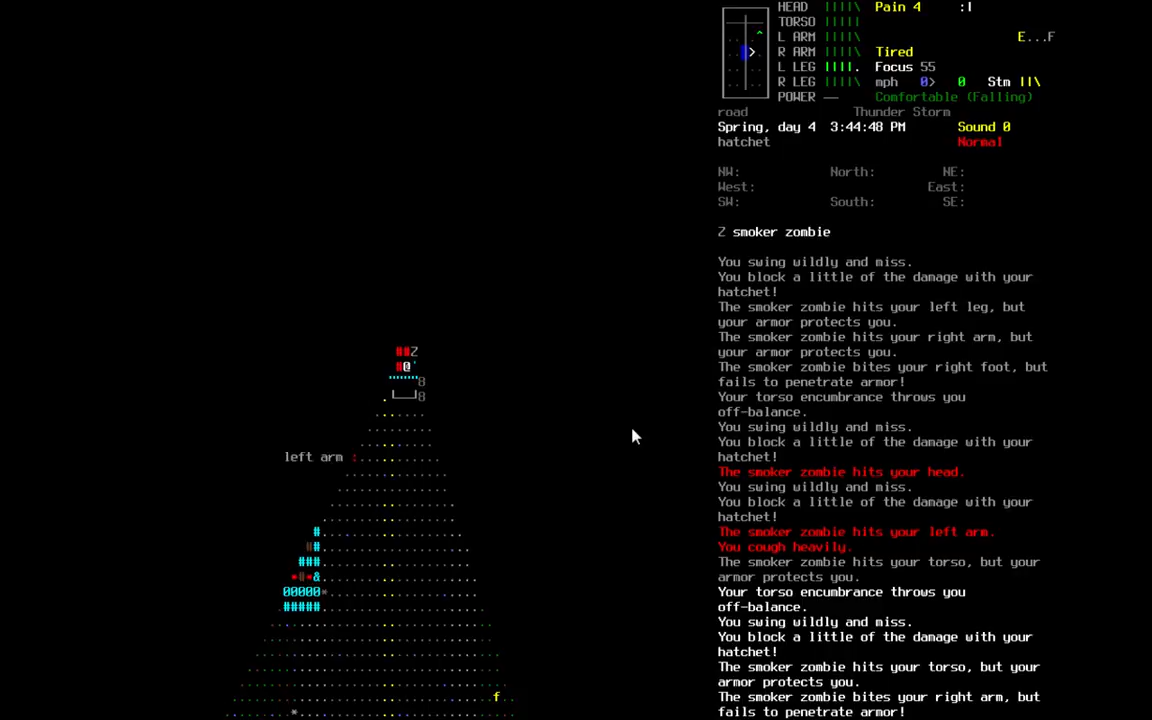 HEAD ||||\ Pain 4 :|
TORSO |||||
L ARM ||||\ E...F
R ARM ||||\ Tired
L LEG ||||. Focus 55
R LEG ||||\ mph 0> 0 Stm ||\
POWER — Comfortable (Falling)
road Thunder Storm
Spring, day 4 3:44:48 PM Sound 0
hatchet Normal
NW: North: NE:
West: East:
SW: South: SE:
Z smoker zombie
You swing wildly and miss.
You block a little of the damage with your
hatchet!
The smoker zombie hits your left leg, but
your armor protects you.
The smoker zombie hits your right arm, but
your armor protects you.
The smoker zombie bites your right foot, but
fails to penetrate armor!
Your torso encumbrance throws you
off-balance.
You swing wildly and miss.
You block a little of the damage with your
hatchet!
The smoker zombie hits your head.
You swing wildly and miss.
You block a little of the damage with your
hatchet!
The smoker zombie hits your left arm.
You cough heavily.
The smoker zombie hits your torso, but your
armor protects you.
Your torso encumbrance throws you
off-balance.
You swing wildly and miss.
You block a little of the damage with your
hatchet!
The smoker zombie hits your torso, but your
armor protects you.
The smoker zombie bites your right arm, but
fails to penetrate armor!
##Z
#@'
8
8
left arm :
#
##
###
*#*&
00000*
#####
f
*